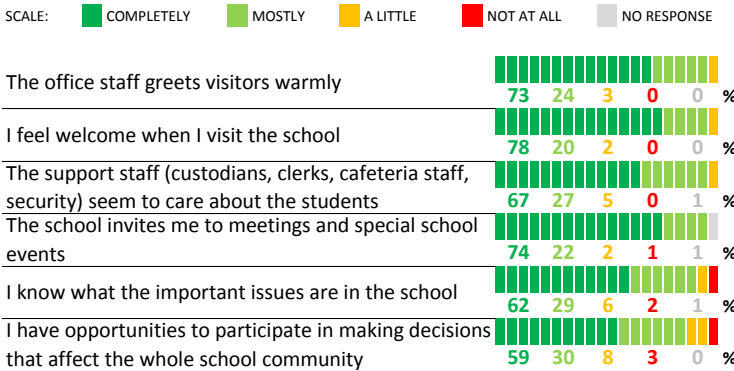 SCALE: COMPLETELY MOSTLY A LITTLE NOT AT ALL NO RESPONSE
The office staff greets visitors warmly
73 24 3 0 0 %
I feel welcome when I visit the school
78 20 2 0 0 %
The support staff (custodians, clerks, cafeteria staff,
security) seem to care about the students
67 27 5 0 1 %
The school invites me to meetings and special school
events
74 22 2 1 1 %
I know what the important issues are in the school
62 29 6 2 1 %
I have opportunities to participate in making decisions
that affect the whole school community
59 30 8 3 0 %